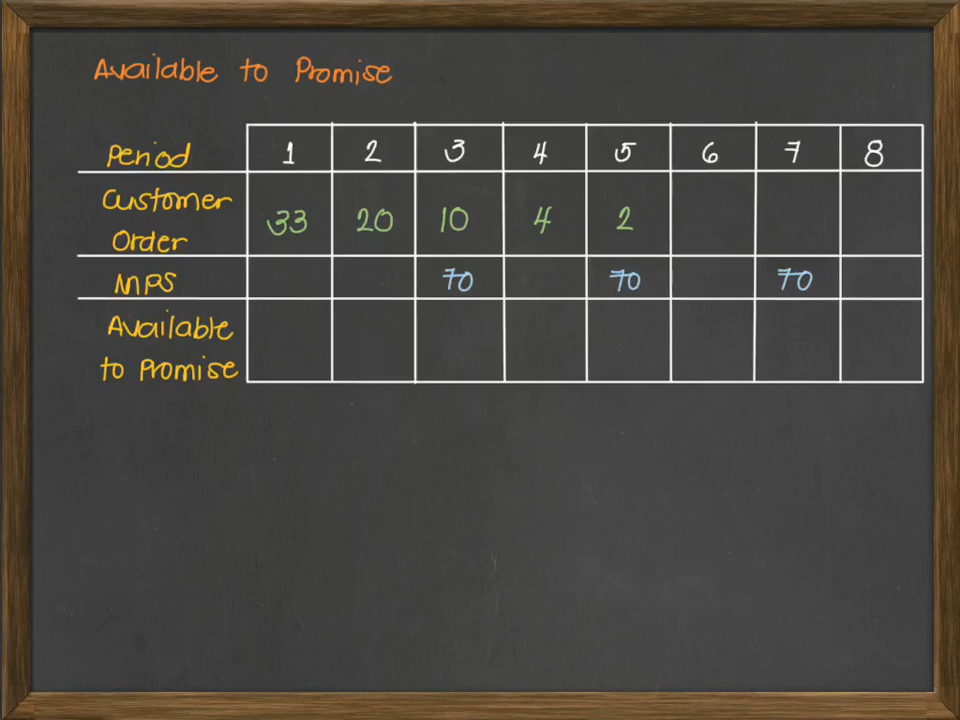 Available to Promise
Period 1 2 3 4 5 6 7 8
Customer
Order 33 20 10 4 2
MPS 70 70 70
Available
to Promise